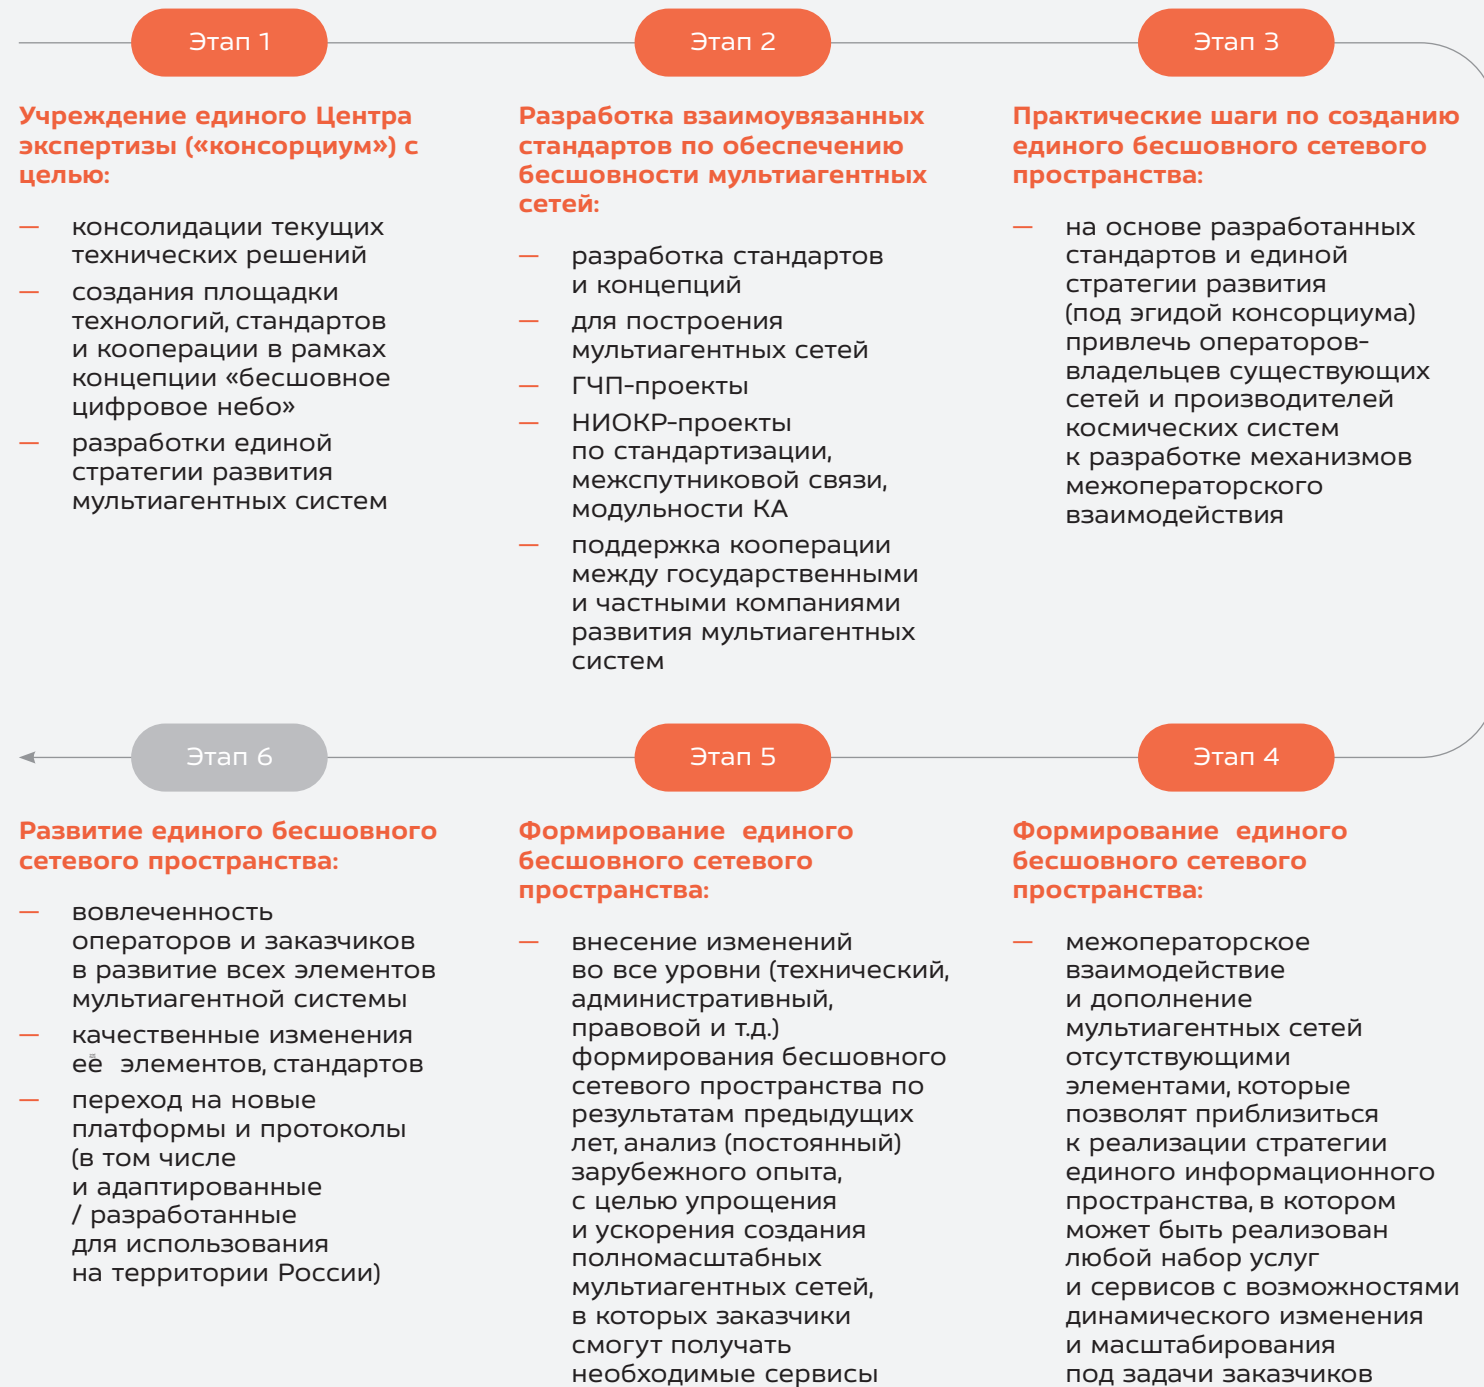 Этап 1
Учреждение единого Центра
экспертизы («консорциум») с
целью:
— консолидации текущих
технических решений
— создания площадки
технологий, стандартов
и кооперации в рамках
концепции «бесшовное
цифровое небо»
— разработки единой
стратегии развития
мультиагентных систем
Этап 2
Разработка взаимоувязанных
стандартов по обеспечению
бесшовности мультиагентных
сетей:
— разработка стандартов
и концепций
— для построения
мультиагентных сетей
— ГЧП-проекты
— НИОКР-проекты
по стандартизации,
межспутниковой связи,
модульности КА
— поддержка кооперации
между государственными
и частными компаниями
развития мультиагентных
систем
Этап 3
Практические шаги по созданию
единого бесшовного сетевого
пространства:
— на основе разработанных
стандартов и единой
стратегии развития
(под эгидой консорциума)
привлечь операторов-
владельцев существующих
сетей и производителей
космических систем
к разработке механизмов
межоператорского
взаимодействия
Этап 4
Формирование единого
бесшовного сетевого
пространства:
— межоператорское
взаимодействие
и дополнение
мультиагентных сетей
отсутствующими
элементами, которые
позволят приблизиться
к реализации стратегии
единого информационного
пространства, в котором
может быть реализован
любой набор услуг
и сервисов с возможностями
динамического изменения
и масштабирования
под задачи заказчиков
Этап 5
Формирование единого
бесшовного сетевого
пространства:
— внесение изменений
во все уровни (технический,
административный,
правовой и т.д.)
формирования бесшовного
сетевого пространства по
результатам предыдущих
лет, анализ (постоянный)
зарубежного опыта,
с целью упрощения
и ускорения создания
полномасштабных
мультиагентных сетей,
в которых заказчики
смогут получать
необходимые сервисы
Этап 6
Развитие единого бесшовного
сетевого пространства:
— вовлеченность
операторов и заказчиков
в развитие всех элементов
мультиагентной системы
— качественные изменения
её элементов, стандартов
— переход на новые
платформы и протоколы
(в том числе
и адаптированные
/ разработанные
для использования
на территории России)